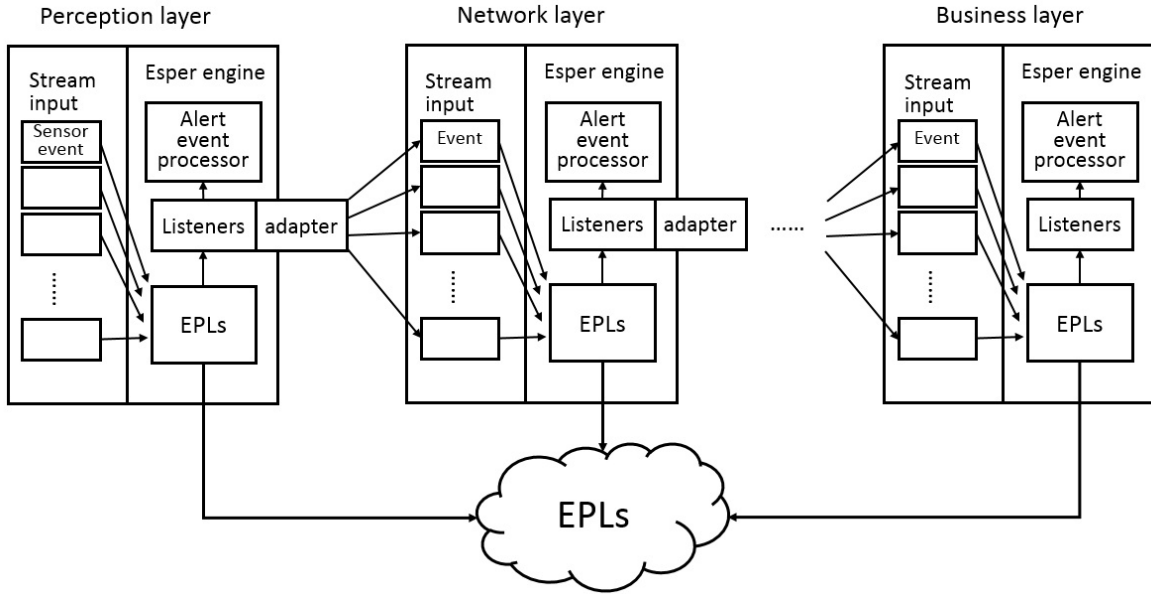 Perception layer
Network layer
Business layer
Stream
input
Esper engine
Sensor
event
Alert
event
processor
Listeners
adapter
EPLs
Stream
input
Esper engine
Event
Alert
event
processor
Listeners
adapter
EPLs
......
Stream
input
Esper engine
Event
Alert
event
processor
Listeners
EPLs
EPLs